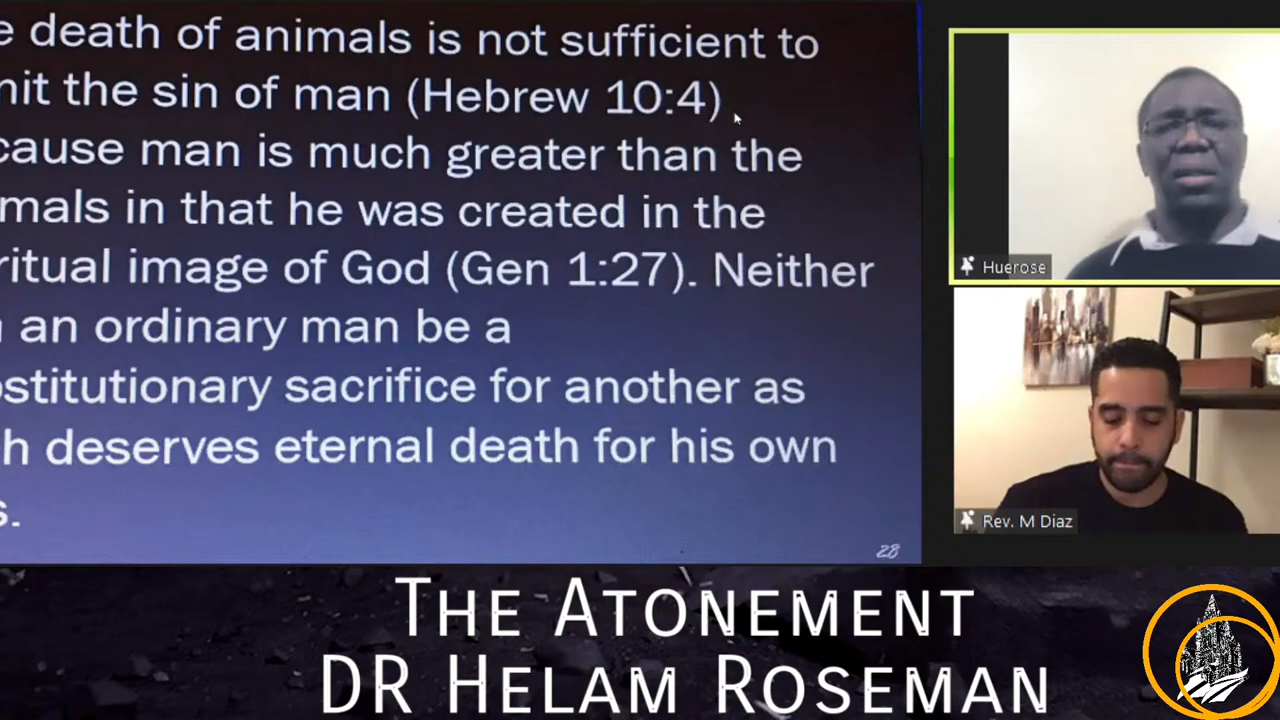 e death of animals is not sufficient to
mit the sin of man (Hebrew 10:4)
cause man is much greater than the
mals in that he was created in the
ritual image of God (Gen 1:27). Neither
an ordinary man be a
stitutionary sacrifice for another as
h deserves eternal death for his own
s.
28
Huerose
Rev. M Diaz
THE ATONEMENT
DR HELAM ROSEMAN